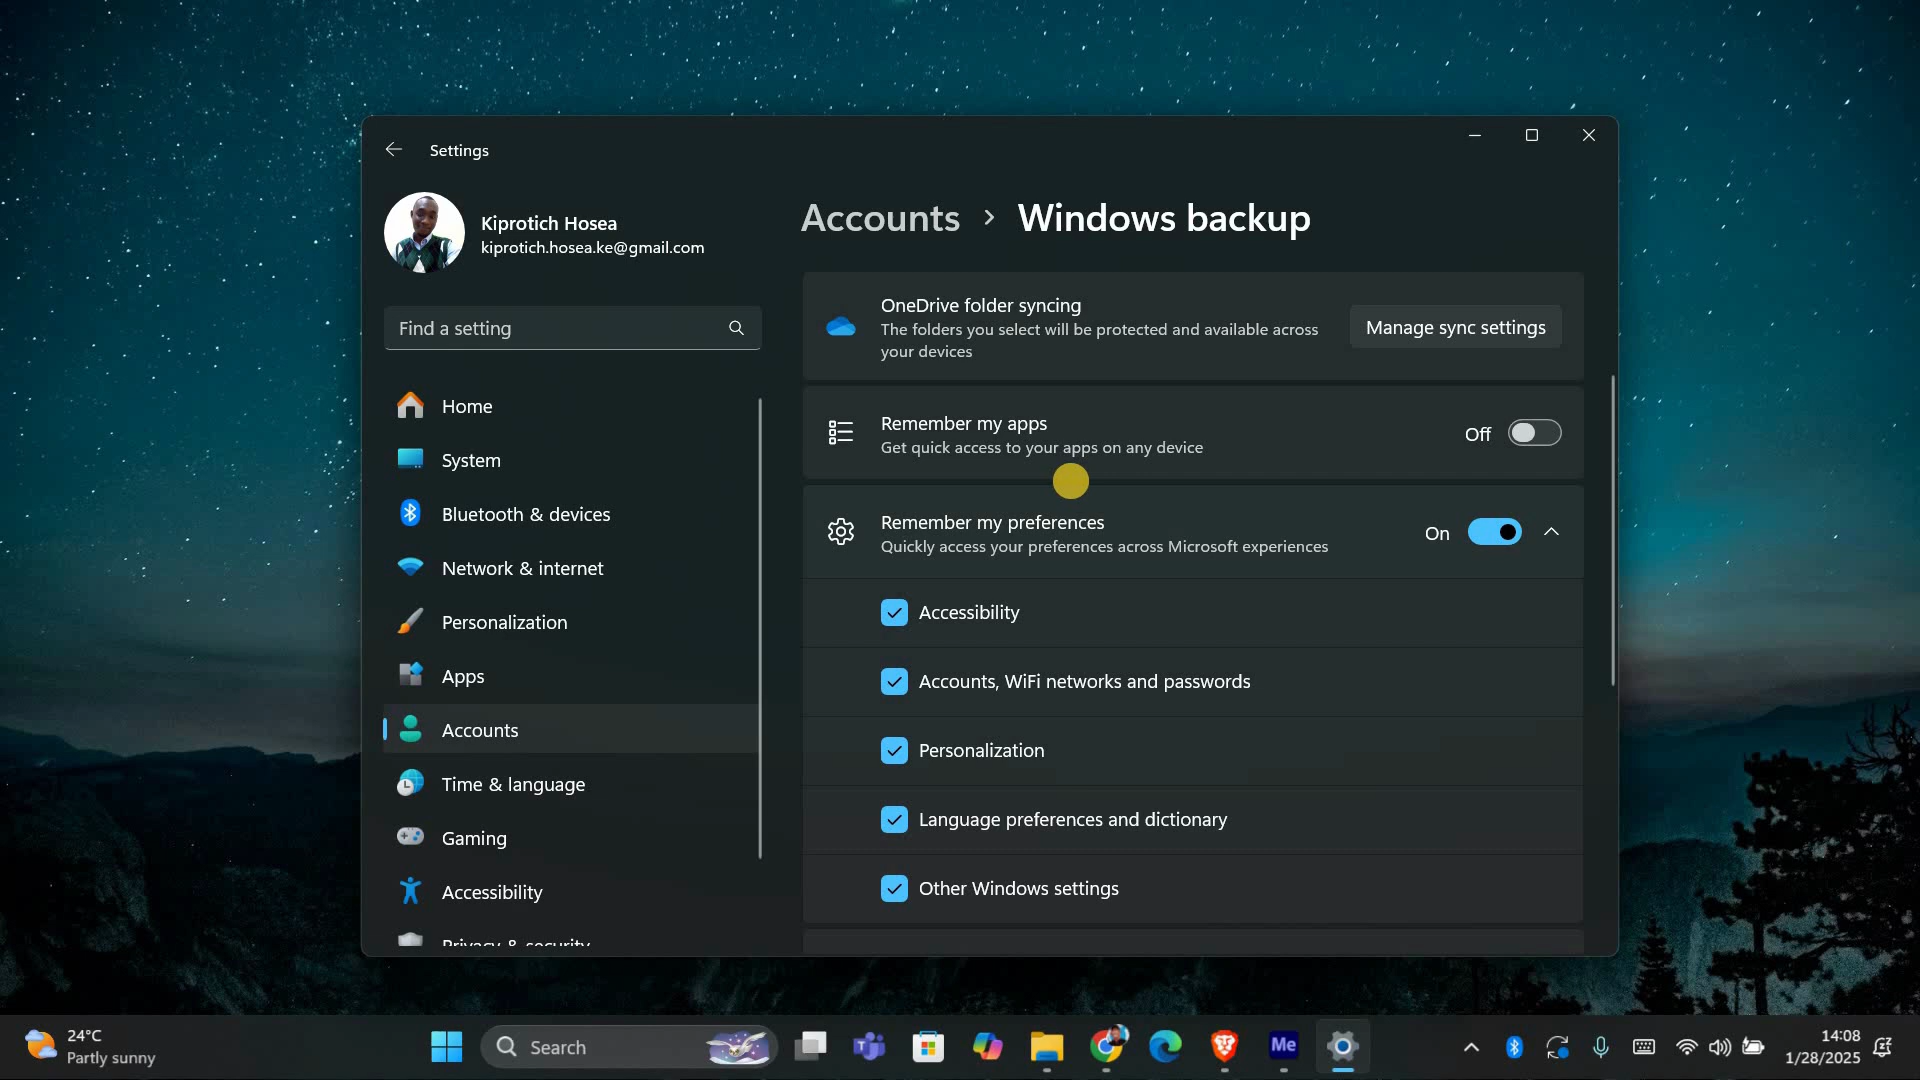 Settings
Kiprotich Hosea
kiprotich.hosea.ke@gmail.com
Find a setting
Home
System
Bluetooth & devices
Network & internet
Personalization
Apps
Accounts
Time & language
Gaming
Accessibility
Privacy & security
Accounts > Windows backup
OneDrive folder syncing
The folders you select will be protected and available across
your devices
Manage sync settings
Remember my apps
Get quick access to your apps on any device
Off
Remember my preferences
Quickly access your preferences across Microsoft experiences
On
Accessibility
Accounts, WiFi networks and passwords
Personalization
Language preferences and dictionary
Other Windows settings
24°C
Partly sunny
Search
Me
14:08
1/28/2025